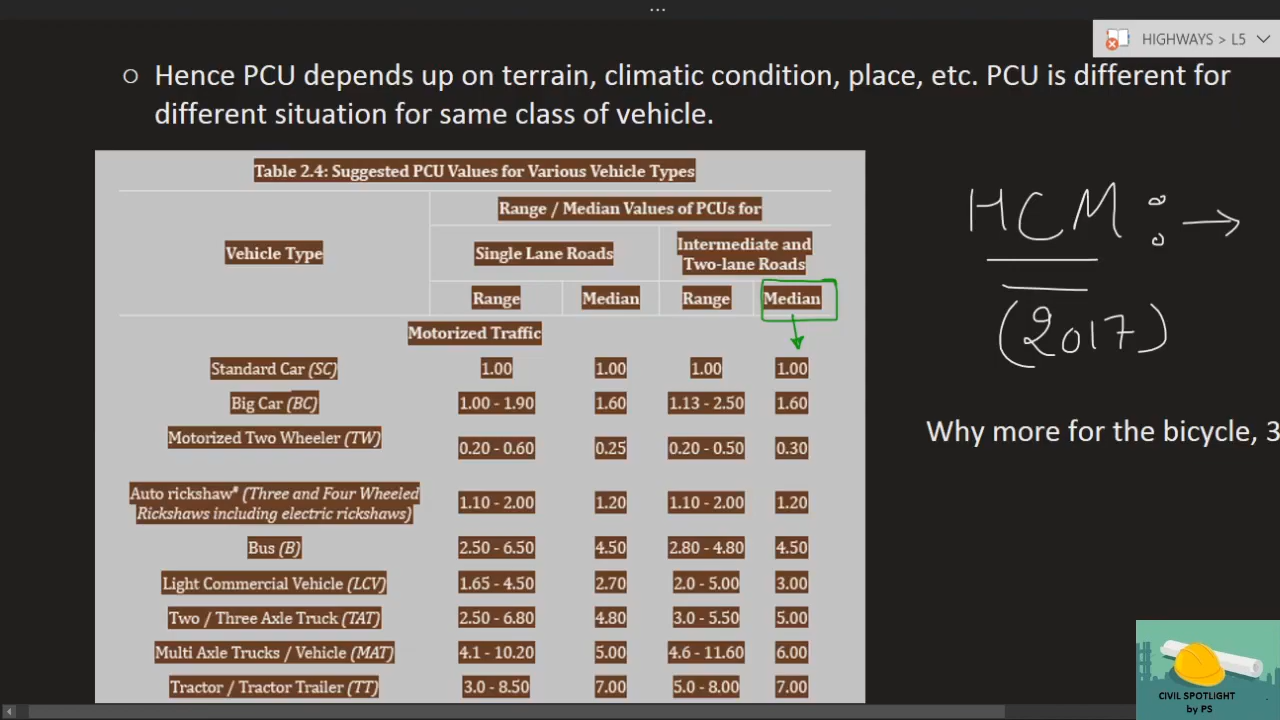 ...
HIGHWAYS > L5
○ Hence PCU depends up on terrain, climatic condition, place, etc. PCU is different for
different situation for same class of vehicle.
Table 2.4: Suggested PCU Values for Various Vehicle Types
Range / Median Values of PCUs for
Vehicle Type
Single Lane Roads
Intermediate and
Two-lane Roads
Range Median Range Median
Motorized Traffic
Standard Car (SC) 1.00 1.00 1.00 1.00
Big Car (BC) 1.00 - 1.90 1.60 1.13 - 2.50 1.60
Motorized Two Wheeler (TW) 0.20 - 0.60 0.25 0.20 - 0.50 0.30
Auto rickshaw* (Three and Four Wheeled
Rickshaws including electric rickshaws) 1.10 - 2.00 1.20 1.10 - 2.00 1.20
Bus (B) 2.50 - 6.50 4.50 2.80 - 4.80 4.50
Light Commercial Vehicle (LCV) 1.65 - 4.50 2.70 2.0 - 5.00 3.00
Two / Three Axle Truck (TAT) 2.50 - 6.80 4.80 3.0 - 5.50 5.00
Multi Axle Trucks / Vehicle (MAT) 4.1 - 10.20 5.00 4.6 - 11.60 6.00
Tractor / Tractor Trailer (TT) 3.0 - 8.50 7.00 5.0 - 8.00 7.00
HCM : →
(2017)
Why more for the bicycle, 3
CIVIL SPOTLIGHT
by PS